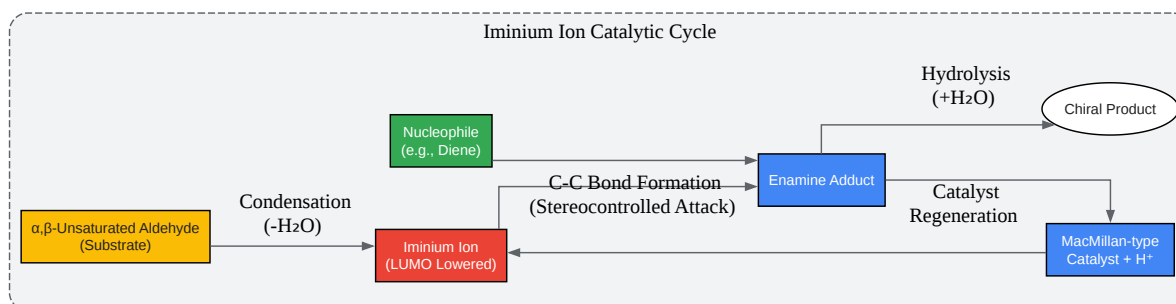 Iminium Ion Catalytic Cycle
Hydrolysis
(+H₂O)
Chiral Product
Nucleophile
(e.g., Diene)
C-C Bond Formation
(Stereocontrolled Attack)
Enamine Adduct
Catalyst
Regeneration
Condensation
(-H₂O)
α,β-Unsaturated Aldehyde
(Substrate)
Iminium Ion
(LUMO Lowered)
MacMillan-type
Catalyst + H⁺